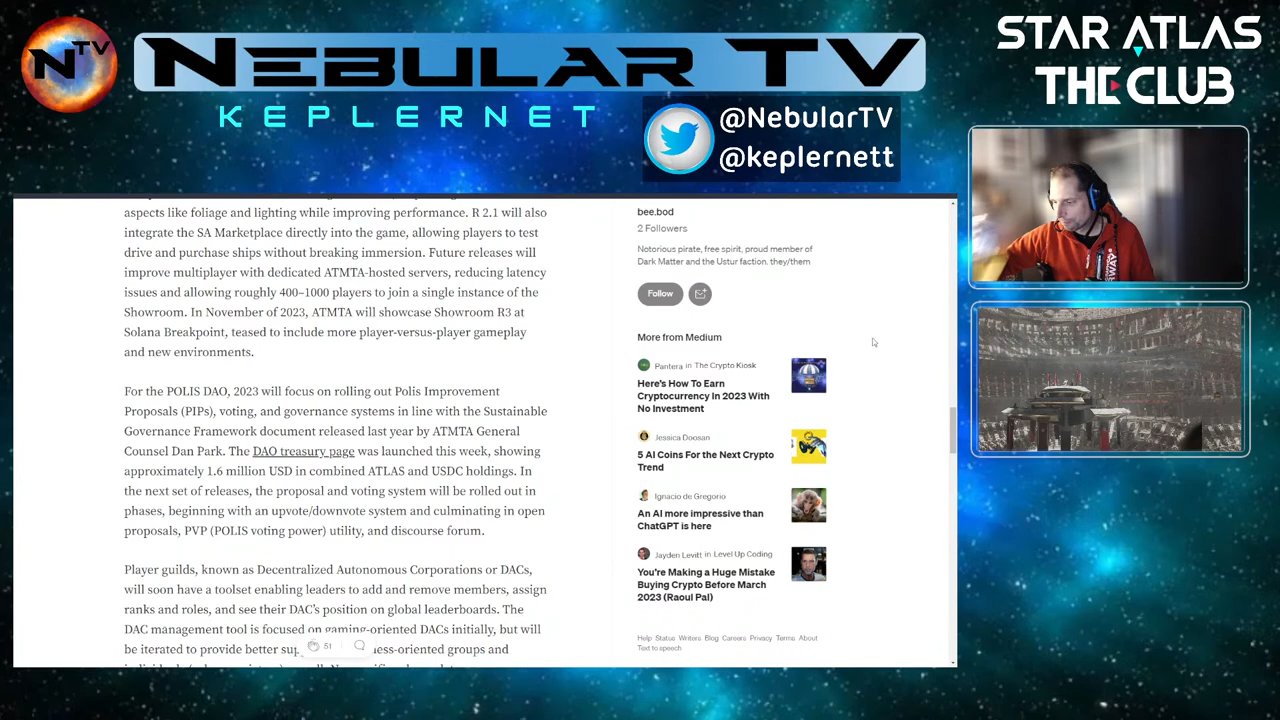 NTV
NEBULAR TV
KEPLERNET
@NebularTV
@keplernett
STAR ATLAS
THE CLUB
aspects like foliage and lighting while improving performance. R 2.1 will also
integrate the SA Marketplace directly into the game, allowing players to test
drive and purchase ships without breaking immersion. Future releases will
improve multiplayer with dedicated ATMTA-hosted servers, reducing latency
issues and allowing roughly 400–1000 players to join a single instance of the
Showroom. In November of 2023, ATMTA will showcase Showroom R3 at
Solana Breakpoint, teased to include more player-versus-player gameplay
and new environments.
For the POLIS DAO, 2023 will focus on rolling out Polis Improvement
Proposals (PIPs), voting, and governance systems in line with the Sustainable
Governance Framework document released last year by ATMTA General
Counsel Dan Park. The DAO treasury page was launched this week, showing
approximately 1.6 million USD in combined ATLAS and USDC holdings. In
the next set of releases, the proposal and voting system will be rolled out in
phases, beginning with an upvote/downvote system and culminating in open
proposals, PVP (POLIS voting power) utility, and discourse forum.
Player guilds, known as Decentralized Autonomous Corporations or DACs,
will soon have a toolset enabling leaders to add and remove members, assign
ranks and roles, and see their DAC's position on global leaderboards. The
DAC management tool is focused on gaming-oriented DACs initially, but will
be iterated to provide better groups and
51
bee.bod
2 Followers
Notorious pirate, free spirit, proud member of
Dark Matter and the Ustur faction. they/them
Follow
More from Medium
Pantera in The Crypto Kiosk
Here's How To Earn
Cryptocurrency In 2023 With
No Investment
Jessica Doosan
5 AI Coins For the Next Crypto
Trend
Ignacio de Gregorio
An AI more impressive than
ChatGPT is here
Jayden Levitt in Level Up Coding
You're Making a Huge Mistake
Buying Crypto Before March
2023 (Raoul Pal)
Help Status Writers Blog Careers Privacy Terms About
Text to speech